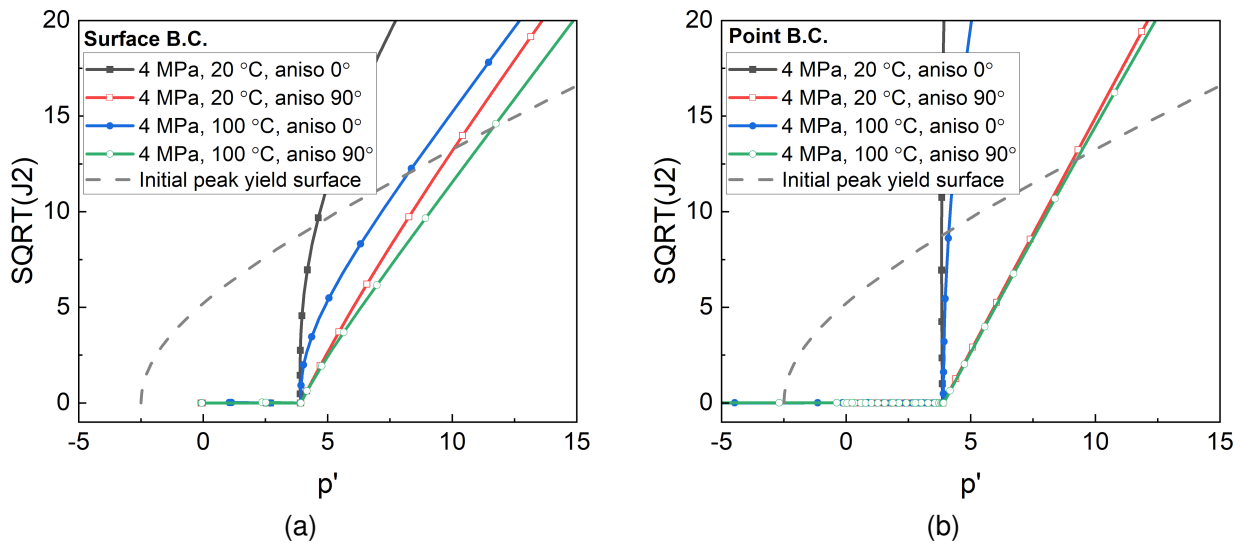 Surface B.C.
4 MPa, 20 °C, aniso 0°
4 MPa, 20 °C, aniso 90°
4 MPa, 100 °C, aniso 0°
4 MPa, 100 °C, aniso 90°
Initial peak yield surface
SQRT(J2)
20
15
10
5
0
-5 0 5 10 15
p'
(a)
Point B.C.
4 MPa, 20 °C, aniso 0°
4 MPa, 20 °C, aniso 90°
4 MPa, 100 °C, aniso 0°
4 MPa, 100 °C, aniso 90°
Initial peak yield surface
SQRT(J2)
20
15
10
5
0
-5 0 5 10 15
p'
(b)